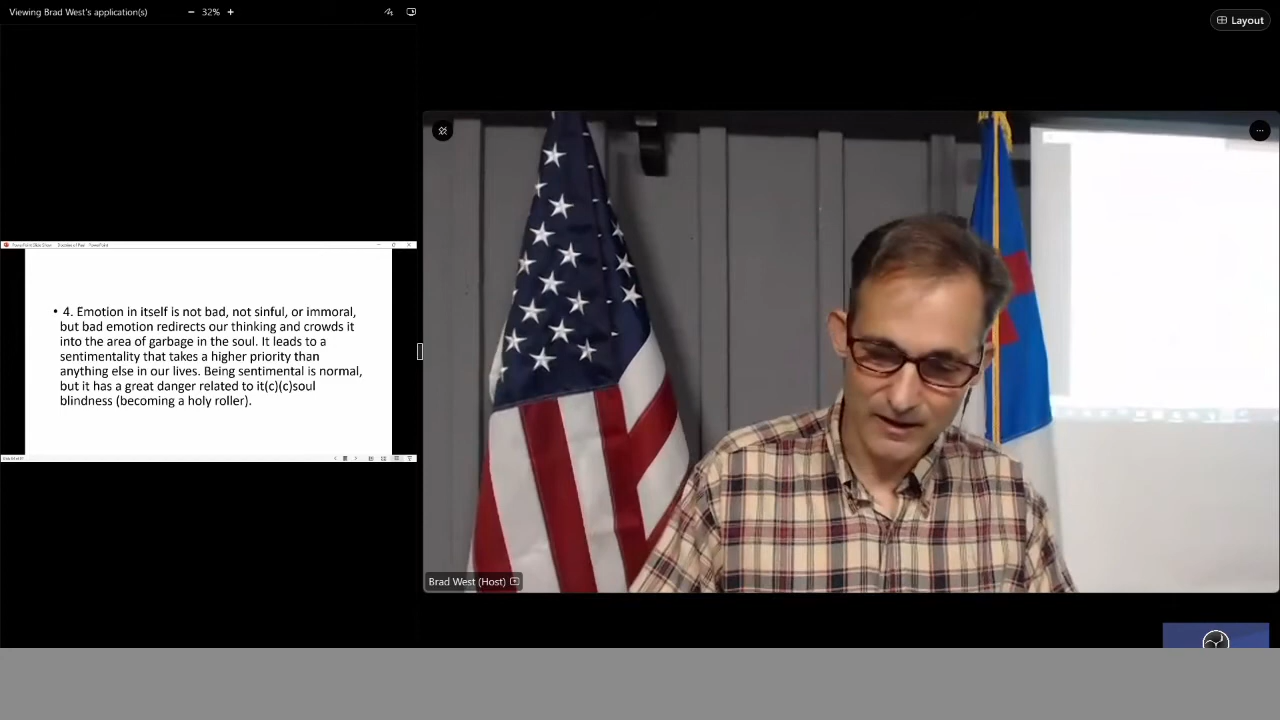 Viewing Brad West's application(s)
32%
Layout
• 4. Emotion in itself is not bad, not sinful, or immoral,
but bad emotion redirects our thinking and crowds it
into the area of garbage in the soul. It leads to a
sentimentality that takes a higher priority than
anything else in our lives. Being sentimental is normal,
but it has a great danger related to it(c)(c)soul
blindness (becoming a holy roller).
Brad West (Host)